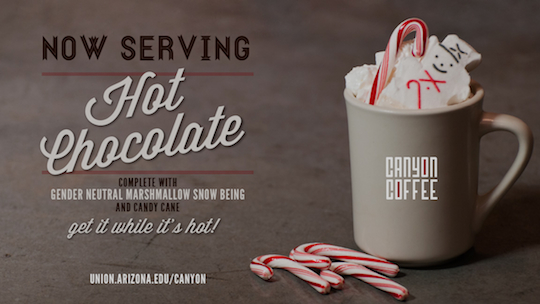 NOW SERVING
Hot
Chocolate
COMPLETE WITH
GENDER NEUTRAL MARSHMALLOW SNOW BEING
AND CANDY CANE
get it while it's hot!
UNION.ARIZONA.EDU/CANYON
CANYON
COFFEE